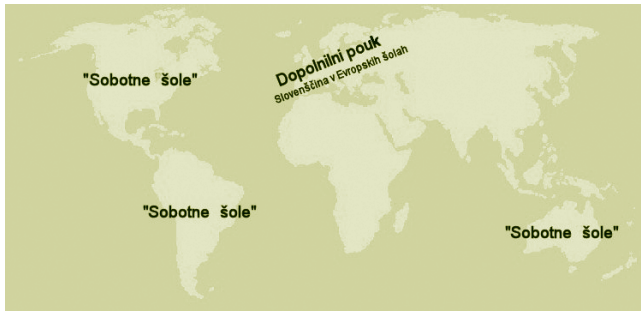 Dopolnilni pouk
Slovenščina v Evropskih šolah
"Sobotne šole"
"Sobotne šole"
"Sobotne šole"